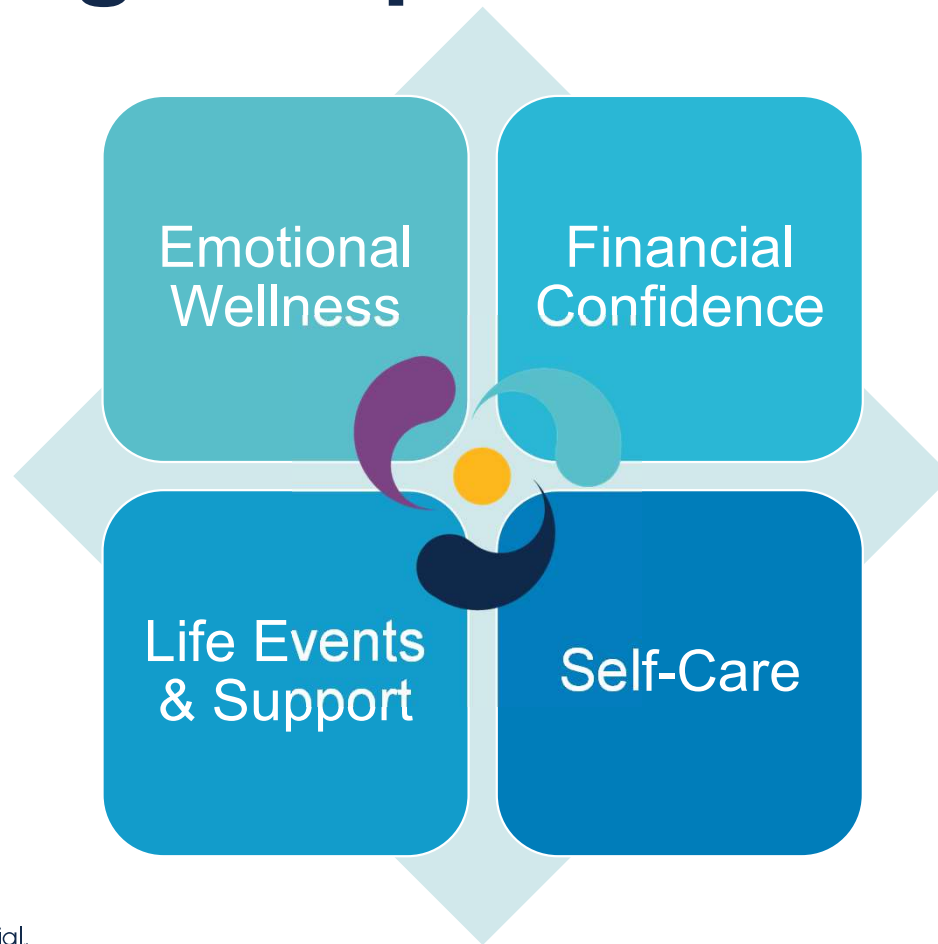 Emotional
Wellness
Financial
Confidence
Life Events
& Support
Self-Care